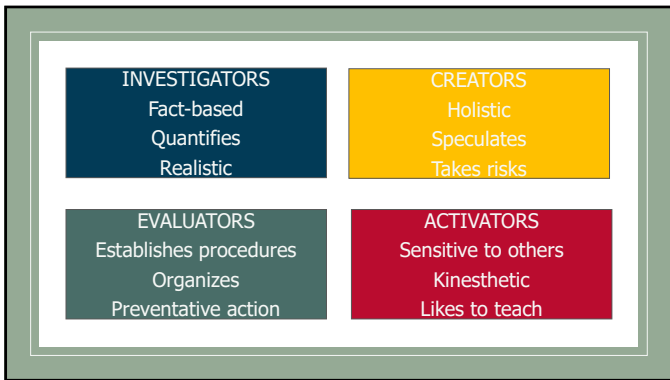 INVESTIGATORS
Fact-based
Quantifies
Realistic
CREATORS
Holistic
Speculates
Takes risks
EVALUATORS
Establishes procedures
Organizes
Preventative action
ACTIVATORS
Sensitive to others
Kinesthetic
Likes to teach